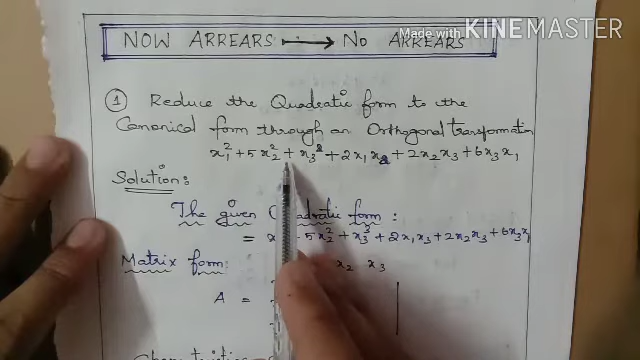 Made with KINEMASTER
NOW ARREARS → No ARREARS
① Reduce the Quadratic form to the
Canonical form through an Orthogonal Transformation
x₁² + 5x₂² + x₃² + 2x₁x₂ + 2x₂x₃ + 6x₃x₁
Solution:
The given Quadratic form:
= x 5x₂² + x₃² + 2x₁x₃ + 2x₂x₃ + 6x₃x₁
Matrix form: x₂ x₃
A =